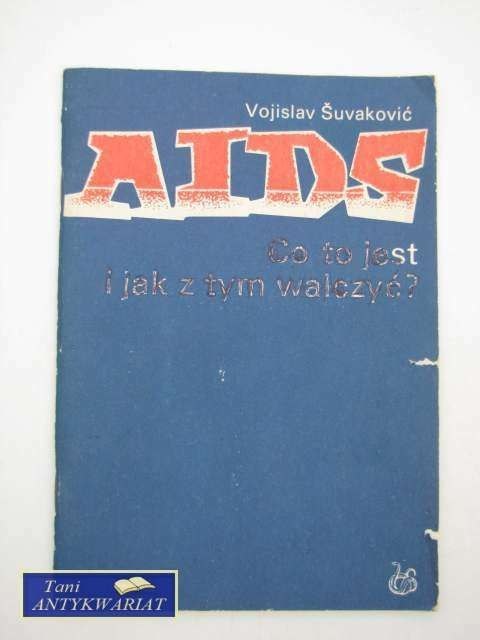 Vojislav Šuvaković
AIDS
Co to jest
i jak z tym walczyć?
Tani
ANTYKWARIAT